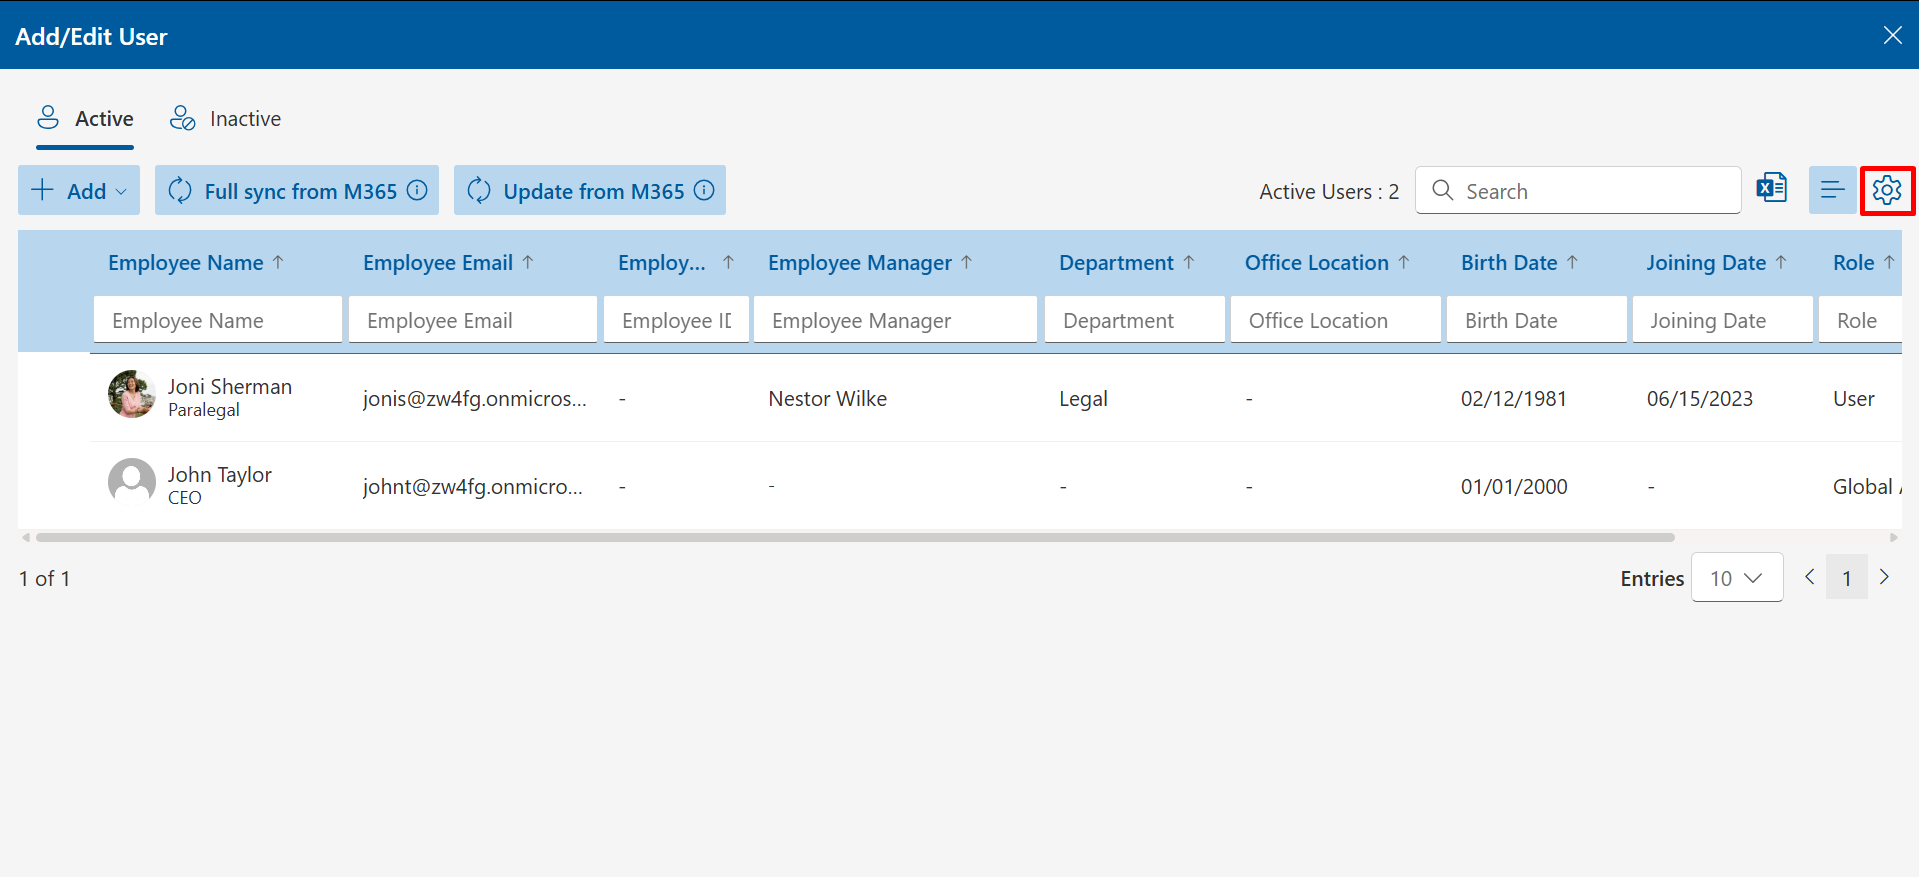 Add/Edit User
Active Inactive
Add Full sync from M365 Update from M365 Active Users : 2 Search
Employee Name Employee Email Employ... Employee Manager Department Office Location Birth Date Joining Date Role
Employee Name Employee Email Employee ID Employee Manager Department Office Location Birth Date Joining Date Role
Joni Sherman
Paralegal
jonis@zw4fg.onmicros... - Nestor Wilke Legal - 02/12/1981 06/15/2023 User
John Taylor
CEO
johnt@zw4fg.onmicro... - - - - 01/01/2000 - Global
1 of 1 Entries 10 1